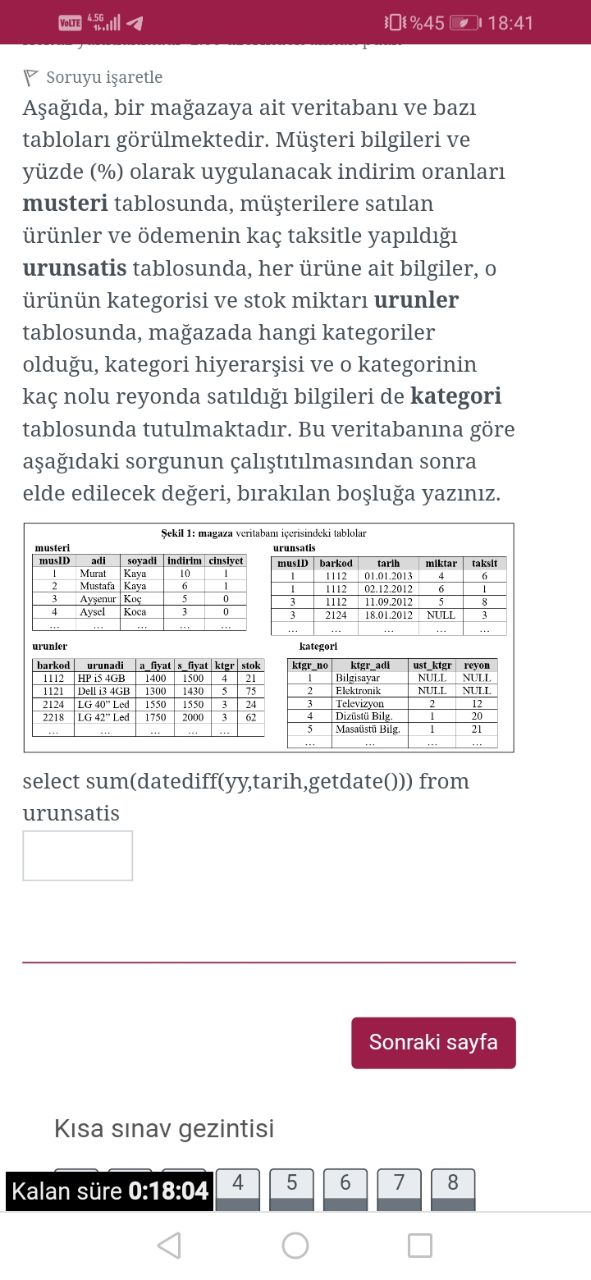 VoLTE 4.5G %45 18:41
Soruyu işaretle
Aşağıda, bir mağazaya ait veritabanı ve bazı
tabloları görülmektedir. Müşteri bilgileri ve
yüzde (%) olarak uygulanacak indirim oranları
musteri tablosunda, müşterilere satılan
ürünler ve ödemenin kaç taksitle yapıldığı
urunsatis tablosunda, her ürüne ait bilgiler, o
ürünün kategorisi ve stok miktarı urunler
tablosunda, mağazada hangi kategoriler
olduğu, kategori hiyerarşisi ve o kategorinin
kaç nolu reyonda satıldığı bilgileri de kategori
tablosunda tutulmaktadır. Bu veritabanına göre
aşağıdaki sorgunun çalıştıtılmasından sonra
elde edilecek değeri, bırakılan boşluğa yazınız.
Şekil 1: magaza veritabanı içerisindeki tablolar
musteri
musID adi soyadi indirim cinsiyet
1 Murat Kaya 10 1
2 Mustafa Kaya 6 1
3 Ayşenur Koç 5 0
4 Aysel Koca 3 0
... ... ... ... ...
urunsatis
musID barkod tarih miktar taksit
1 1112 01.01.2013 4 6
1 1112 02.12.2012 6 1
3 1112 11.09.2012 5 8
3 2124 18.01.2012 NULL 3
... ... ... ... ...
urunler
barkod urunadi a_fiyat s_fiyat ktgr stok
1112 HP i5 4GB 1400 1500 4 21
1121 Dell i3 4GB 1300 1430 5 75
2124 LG 40” Led 1550 1550 3 24
2218 LG 42” Led 1750 2000 3 62
... ... ... ... ... ...
kategori
ktgr_no ktgr_adi ust_ktgr reyon
1 Bilgisayar NULL NULL
2 Elektronik NULL NULL
3 Televizyon 2 12
4 Dizüstü Bilg. 1 20
5 Masaüstü Bilg. 1 21
... ... ... ...
select sum(datediff(yy,tarih,getdate())) from
urunsatis
Sonraki sayfa
Kısa sınav gezintisi
4 5 6 7 8
Kalan süre 0:18:04